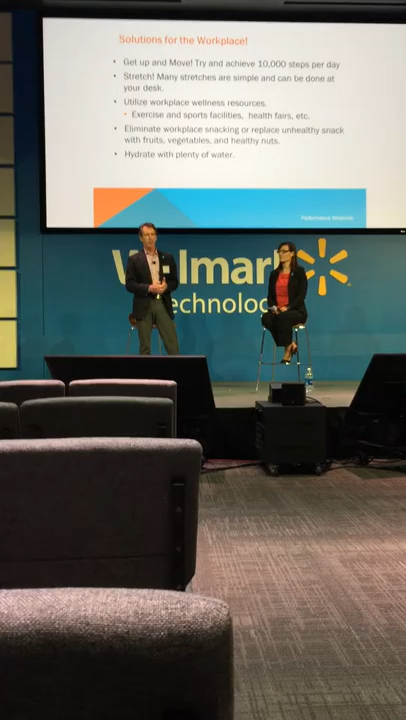 Solutions for the Workplace!
• Get up and Move! Try and achieve 10,000 steps per day
• Stretch! Many stretches are simple and can be done at
your desk.
• Utilize workplace wellness resources.
• Exercise and sports facilities, health fairs, etc.
• Eliminate workplace snacking or replace unhealthy snack
with fruits, vegetables, and healthy nuts.
• Hydrate with plenty of water.
Walmart
Technology